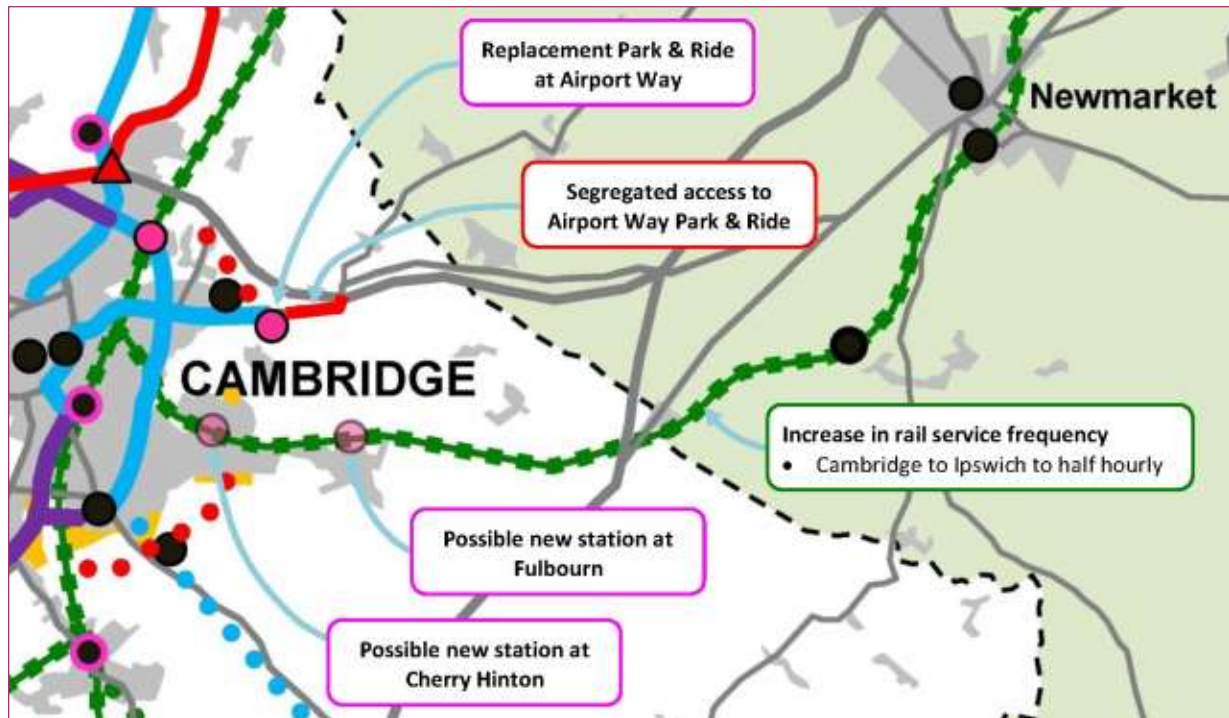 Replacement Park & Ride
at Airport Way
Newmarket
Segregated access to
Airport Way Park & Ride
CAMBRIDGE
Increase in rail service frequency
• Cambridge to Ipswich to half hourly
Possible new station at
Fulbourn
Possible new station at
Cherry Hinton